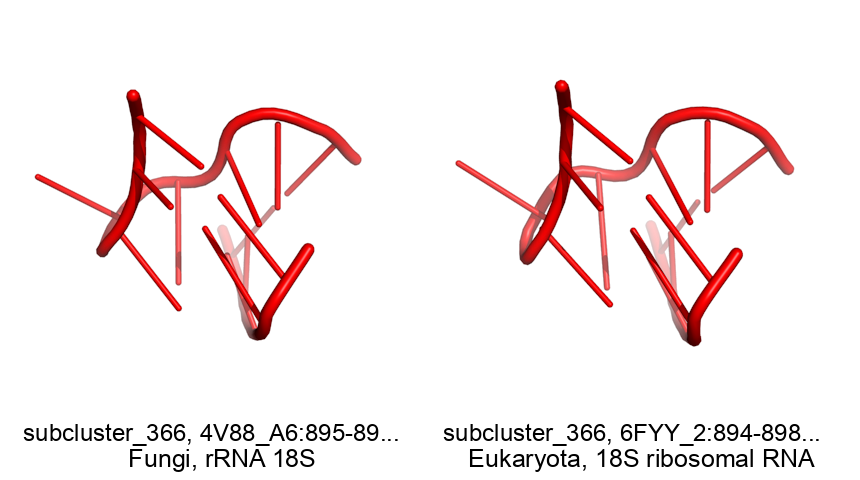 subcluster_366, 4V88_A6:895-89...
Fungi, rRNA 18S
subcluster_366, 6FYY_2:894-898...
Eukaryota, 18S ribosomal RNA